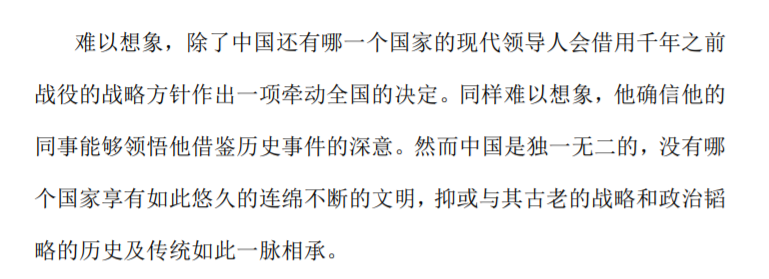 难以想象，除了中国还有哪一个国家的现代领导人会借用千年之前
战役的战略方针作出一项牵动全国的决定。同样难以想象，他确信他的
同事能够领悟他借鉴历史事件的深意。然而中国是独一无二的，没有哪
个国家享有如此悠久的连绵不断的文明，抑或与其古老的战略和政治韬
略的历史及传统如此一脉相承。